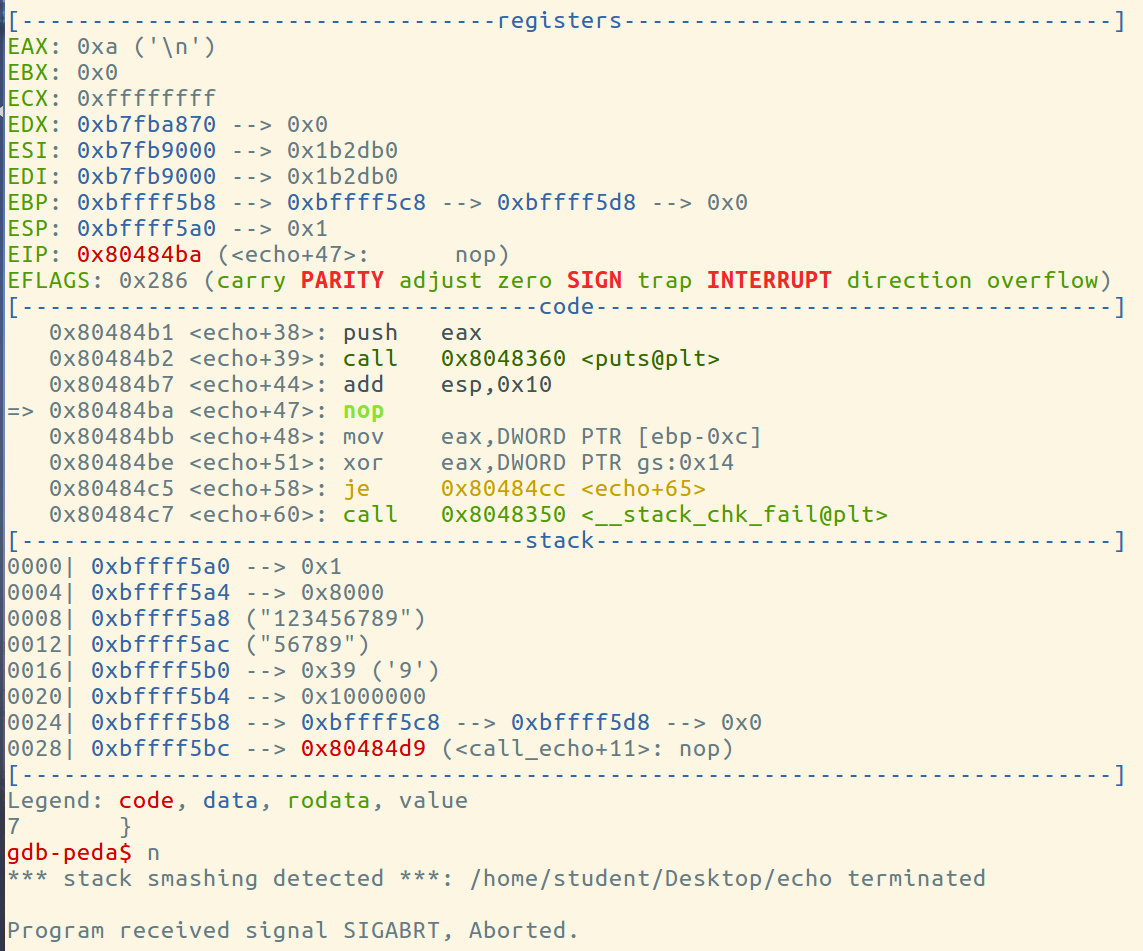 [----------------------------------registers-----------------------------------]
EAX: 0xa ('\n')
EBX: 0x0
ECX: 0xffffffff
EDX: 0xb7fba870 --> 0x0
ESI: 0xb7fb9000 --> 0x1b2db0
EDI: 0xb7fb9000 --> 0x1b2db0
EBP: 0xbffff5b8 --> 0xbffff5c8 --> 0xbffff5d8 --> 0x0
ESP: 0xbffff5a0 --> 0x1
EIP: 0x80484ba (<echo+47>:      nop)
EFLAGS: 0x286 (carry PARITY adjust zero SIGN trap INTERRUPT direction overflow)
[-------------------------------------code-------------------------------------]
   0x80484b1 <echo+38>: push   eax
   0x80484b2 <echo+39>: call   0x8048360 <puts@plt>
   0x80484b7 <echo+44>: add    esp,0x10
=> 0x80484ba <echo+47>: nop
   0x80484bb <echo+48>: mov    eax,DWORD PTR [ebp-0xc]
   0x80484be <echo+51>: xor    eax,DWORD PTR gs:0x14
   0x80484c5 <echo+58>: je     0x80484cc <echo+65>
   0x80484c7 <echo+60>: call   0x8048350 <__stack_chk_fail@plt>
[------------------------------------stack-------------------------------------]
0000| 0xbffff5a0 --> 0x1
0004| 0xbffff5a4 --> 0x8000
0008| 0xbffff5a8 ("123456789")
0012| 0xbffff5ac ("56789")
0016| 0xbffff5b0 --> 0x39 ('9')
0020| 0xbffff5b4 --> 0x1000000
0024| 0xbffff5b8 --> 0xbffff5c8 --> 0xbffff5d8 --> 0x0
0028| 0xbffff5bc --> 0x80484d9 (<call_echo+11>: nop)
[------------------------------------------------------------------------------]
Legend: code, data, rodata, value
7       }
gdb-peda$ n
*** stack smashing detected ***: /home/student/Desktop/echo terminated
Program received signal SIGABRT, Aborted.